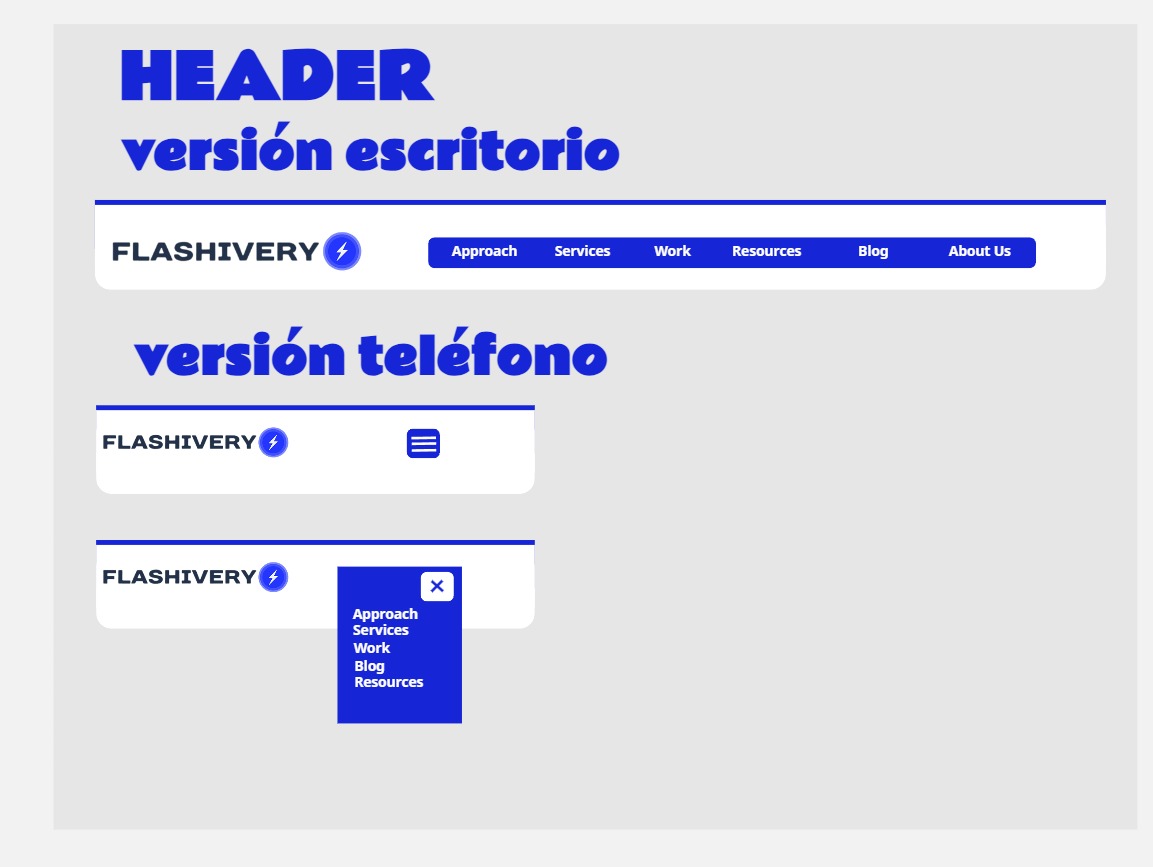 HEADER
versión escritorio
FLASHIVERY
Approach Services Work Resources Blog About Us
versión teléfono
FLASHIVERY
FLASHIVERY
Approach
Services
Work
Blog
Resources